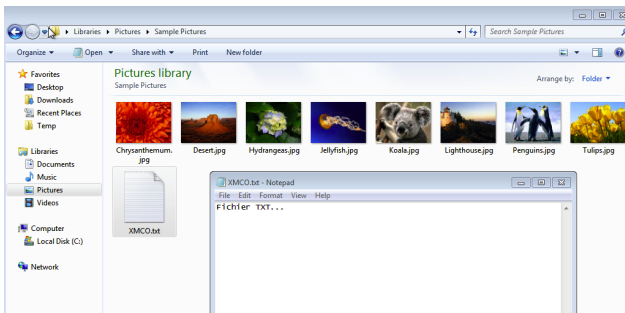 Libraries Pictures Sample Pictures
Search Sample Pictures
Organize Open Share with Print New folder
Favorites
Desktop
Downloads
Recent Places
Temp
Libraries
Documents
Music
Pictures
Videos
Computer
Local Disk (C:)
Network
Pictures library
Sample Pictures
Arrange by: Folder
Chrysanthemum.
jpg
Desert.jpg
Hydrangeas.jpg
Jellyfish.jpg
Koala.jpg
Lighthouse.jpg
Penguins.jpg
Tulips.jpg
XMCO.txt
XMCO.txt - Notepad
File Edit Format View Help
Fichier TXT...